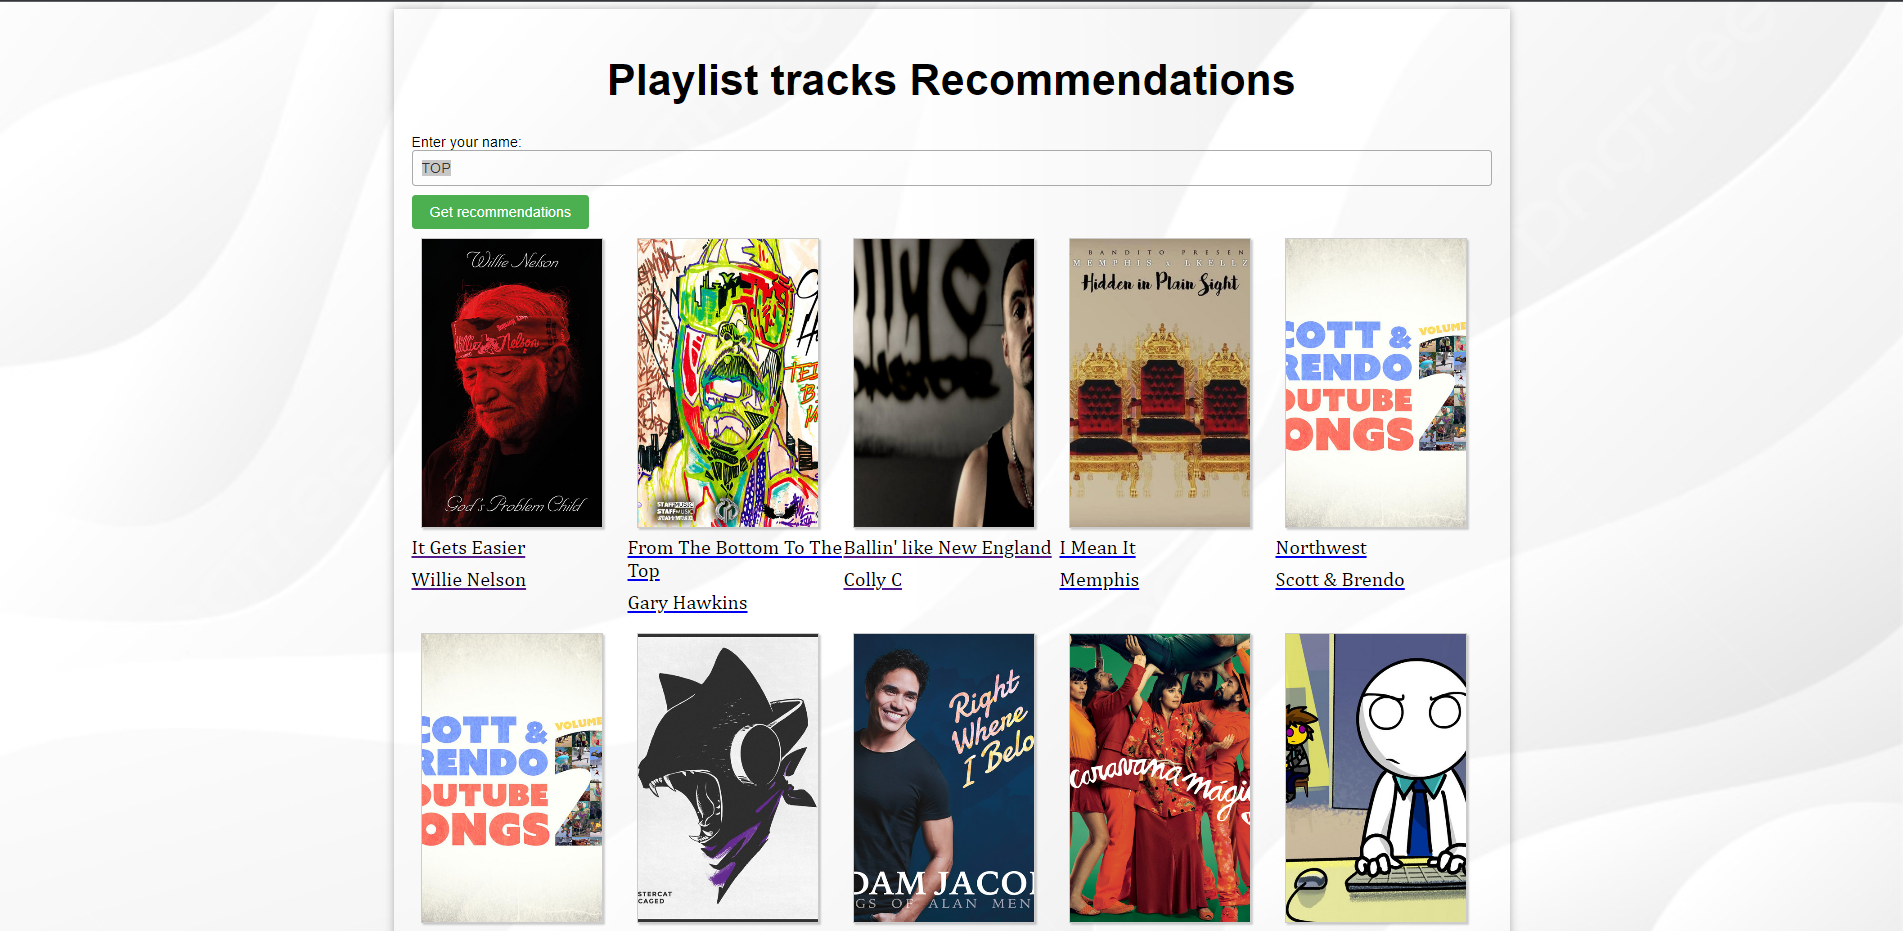 Playlist tracks Recommendations
Enter your name:
TOP
Get recommendations
Willie Nelson
Willie Nelson
God's Problem Child
STAFFMUSIC
BANDITO PRESEN
MEMPHIS & LKELLZ
Hidden in Plain Sight
COTT &
RENDO
OUTUBE
ONGS
VOLUME
2
It Gets Easier
Willie Nelson
From The Bottom To The
Top
Gary Hawkins
Ballin' like New England
Colly C
I Mean It
Memphis
Northwest
Scott & Brendo
COTT &
RENDO
OUTUBE
ONGS
VOLUME
2
STERCAT
CAGED
Right
Where
I Belo
DAM JACO
GS OF ALAN MEN
caravana mági